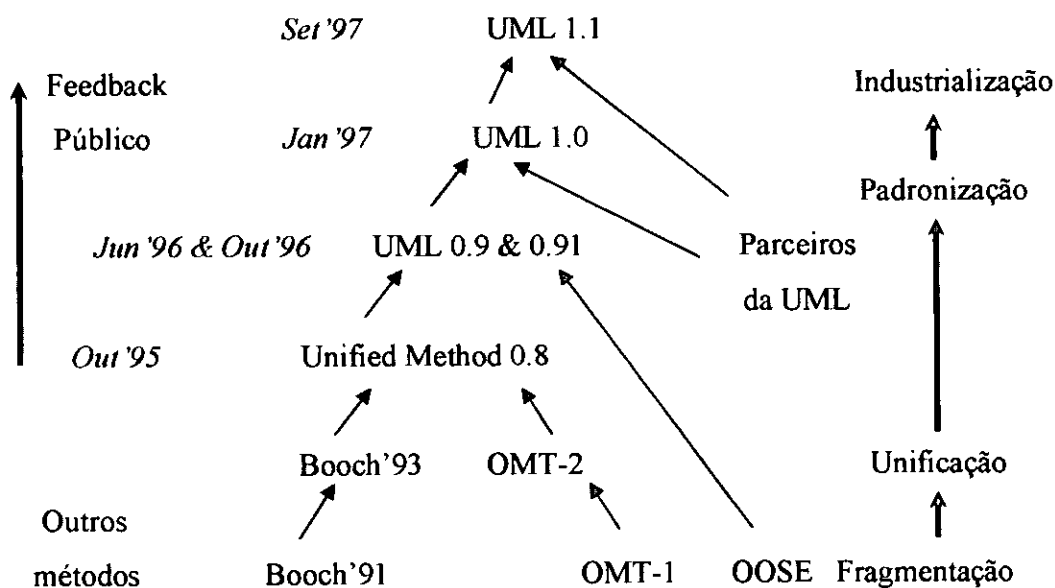 Set '97 UML 1.1
Feedback Industrialização
Público Jan '97 UML 1.0
Padronização
Jun '96 & Out '96 UML 0.9 & 0.91 Parceiros
da UML
Out '95 Unified Method 0.8
Booch'93 OMT-2 Unificação
Outros
métodos Booch'91 OMT-1 OOSE Fragmentação